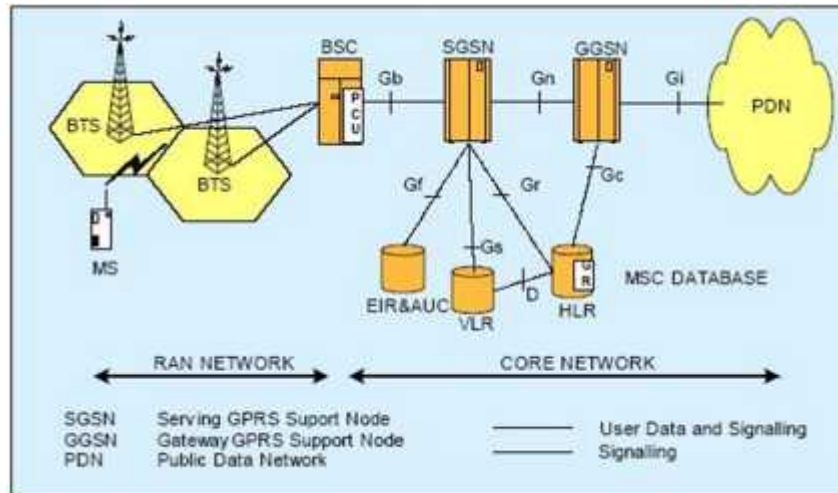 BSC
SGSN
GGSN
Gb
Gn
Gi
PCU
PDN
BTS
BTS
Gf
Gr
Gc
Gs
MS
D
GR
MSC DATABASE
EIR&AUC
VLR
HLR
RAN NETWORK
CORE NETWORK
SGSN Serving GPRS Suport Node
GGSN Gateway GPRS Support Node
PDN Public Data Network
User Data and Signalling
Signalling